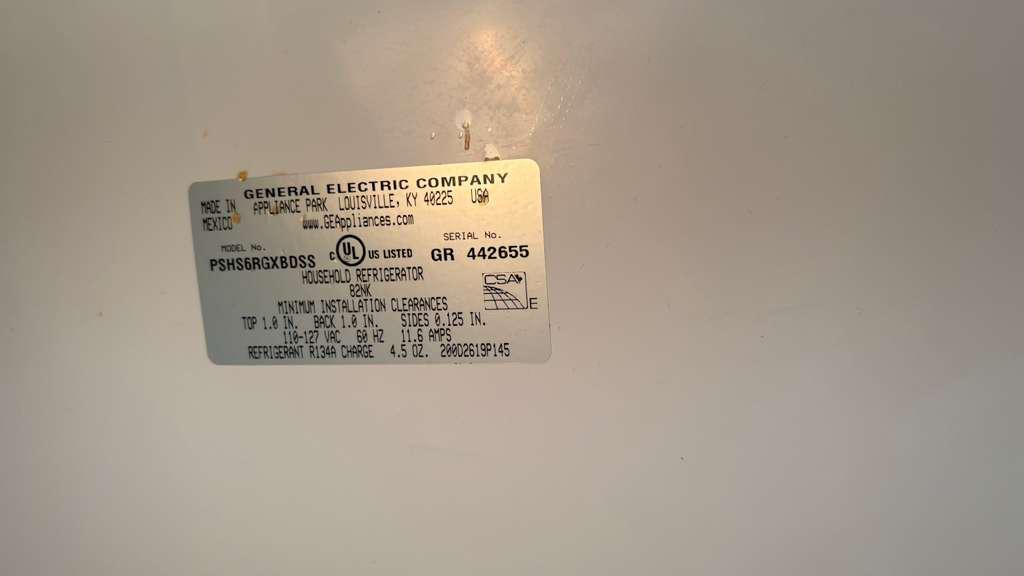 GENERAL ELECTRIC COMPANY
MADE IN MEXICO
APPLIANCE PARK LOUISVILLE, KY 40225 USA
www.GEAppliances.com
MODEL No.
PSHS6RGXBDSS
C UL US LISTED
SERIAL No.
GR 442655
HOUSEHOLD REFRIGERATOR
82NK
CSA
E
MINIMUM INSTALLATION CLEARANCES
TOP 1.0 IN. BACK 1.0 IN. SIDES 0.125 IN.
110-127 VAC 60 HZ 11.6 AMPS
REFRIGERANT R134A CHARGE 4.5 OZ. 200D2619P145